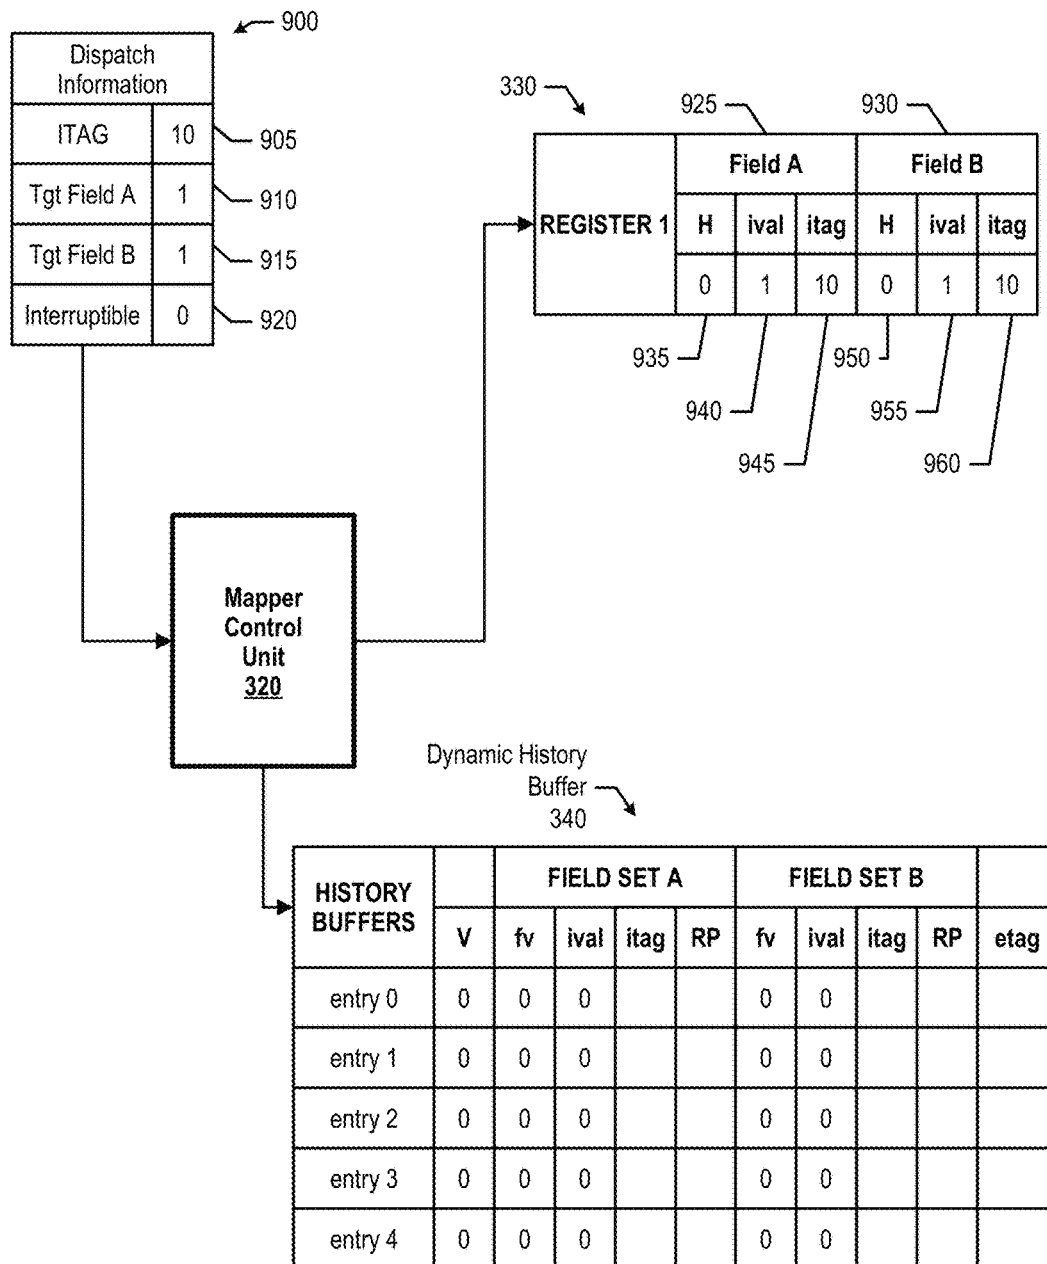 900
Dispatch
Information
ITAG 10
905
Tgt Field A 1
910
Tgt Field B 1
915
Interruptible 0
920
330
925
930
REGISTER 1
Field A Field B
H ival itag H ival itag
0 1 10 0 1 10
935
950
940
955
945
960
Mapper
Control
Unit
320
Dynamic History
Buffer
340
HISTORY
BUFFERS
FIELD SET A FIELD SET B
V fv ival itag RP fv ival itag RP etag
entry 0 0 0 0 0 0
entry 1 0 0 0 0 0
entry 2 0 0 0 0 0
entry 3 0 0 0 0 0
entry 4 0 0 0 0 0